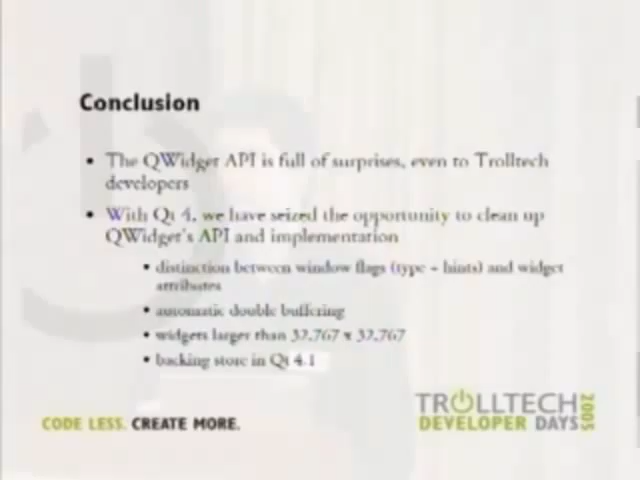 Conclusion
• The QWidget API is full of surprises, even to Trolltech
developers
• With Qt 4, we have seized the opportunity to clean up
QWidget's API and implementation
• distinction between window flags (type + hints) and widget
attributes
• automatic double buffering
• widgets larger than 32,767 x 32,767
• backing store in Qt 4.1
CODE LESS. CREATE MORE.
TROLLTECH
DEVELOPER DAYS
2005